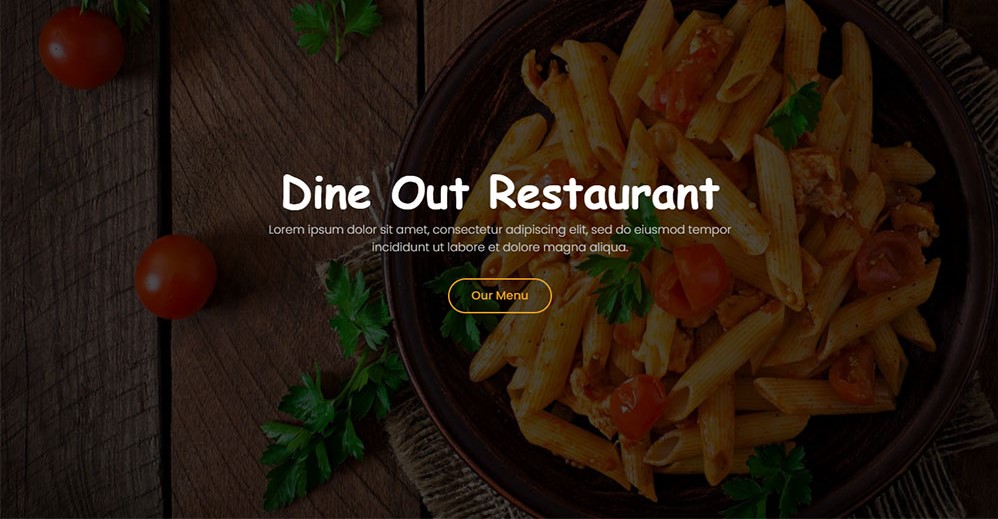 Dine Out Restaurant
Lorem ipsum dolor sit amet, consectetur adipiscing elit, sed do eiusmod tempor
incididunt ut labore et dolore magna aliqua.
Our Menu